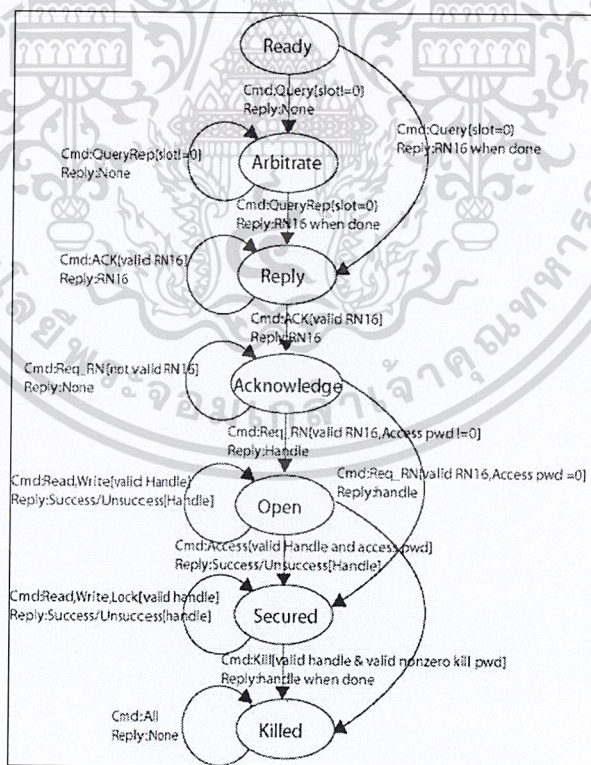 Ready
Cmd:Query[slot!=0]
Reply:None
Cmd:Query[slot=0]
Reply:RN16 when done
Cmd:QueryRep[slot!=0]
Reply:None
Arbitrate
Cmd:QueryRep[slot=0]
Reply:RN16 when done
Cmd:ACK[valid RN16]
Reply:RN16
Reply
Cmd:ACK[valid RN16]
Reply:RN16
Cmd:Req_RN[not valid RN16]
Reply:None
Acknowledge
Cmd:Req_RN[valid RN16,Access pwd !=0]
Reply:Handle
Cmd:Req_RN[valid RN16,Access pwd =0]
Reply:handle
Cmd:Read,Write[valid Handle]
Reply:Success/Unsuccess[Handle]
Open
Cmd:Access[valid Handle and access pwd]
Reply:Success/Unsuccess[Handle]
Cmd:Read,Write,Lock[valid handle]
Reply:Success/Unsuccess[handle]
Secured
Cmd:Kill[valid handle & valid nonzero kill pwd]
Reply:handle when done
Cmd:All
Reply:None
Killed